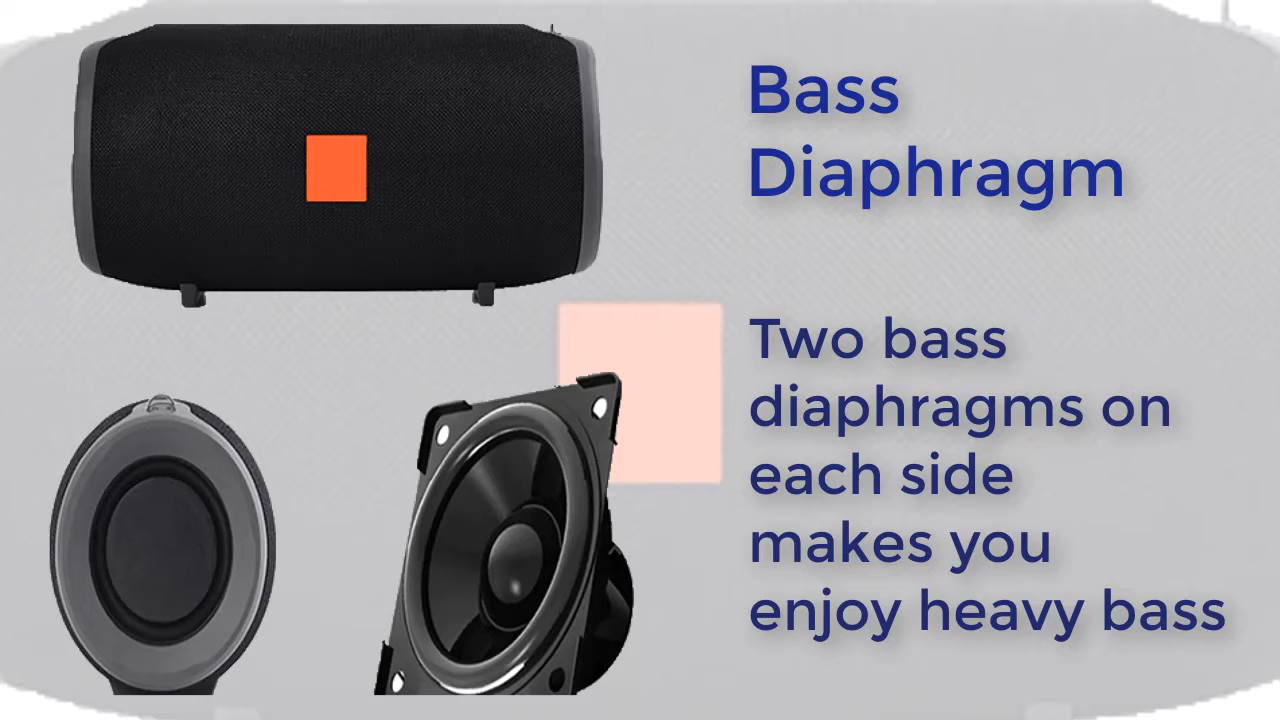 Bass
Diaphragm
Two bass
diaphragms on
each side
makes you
enjoy heavy bass